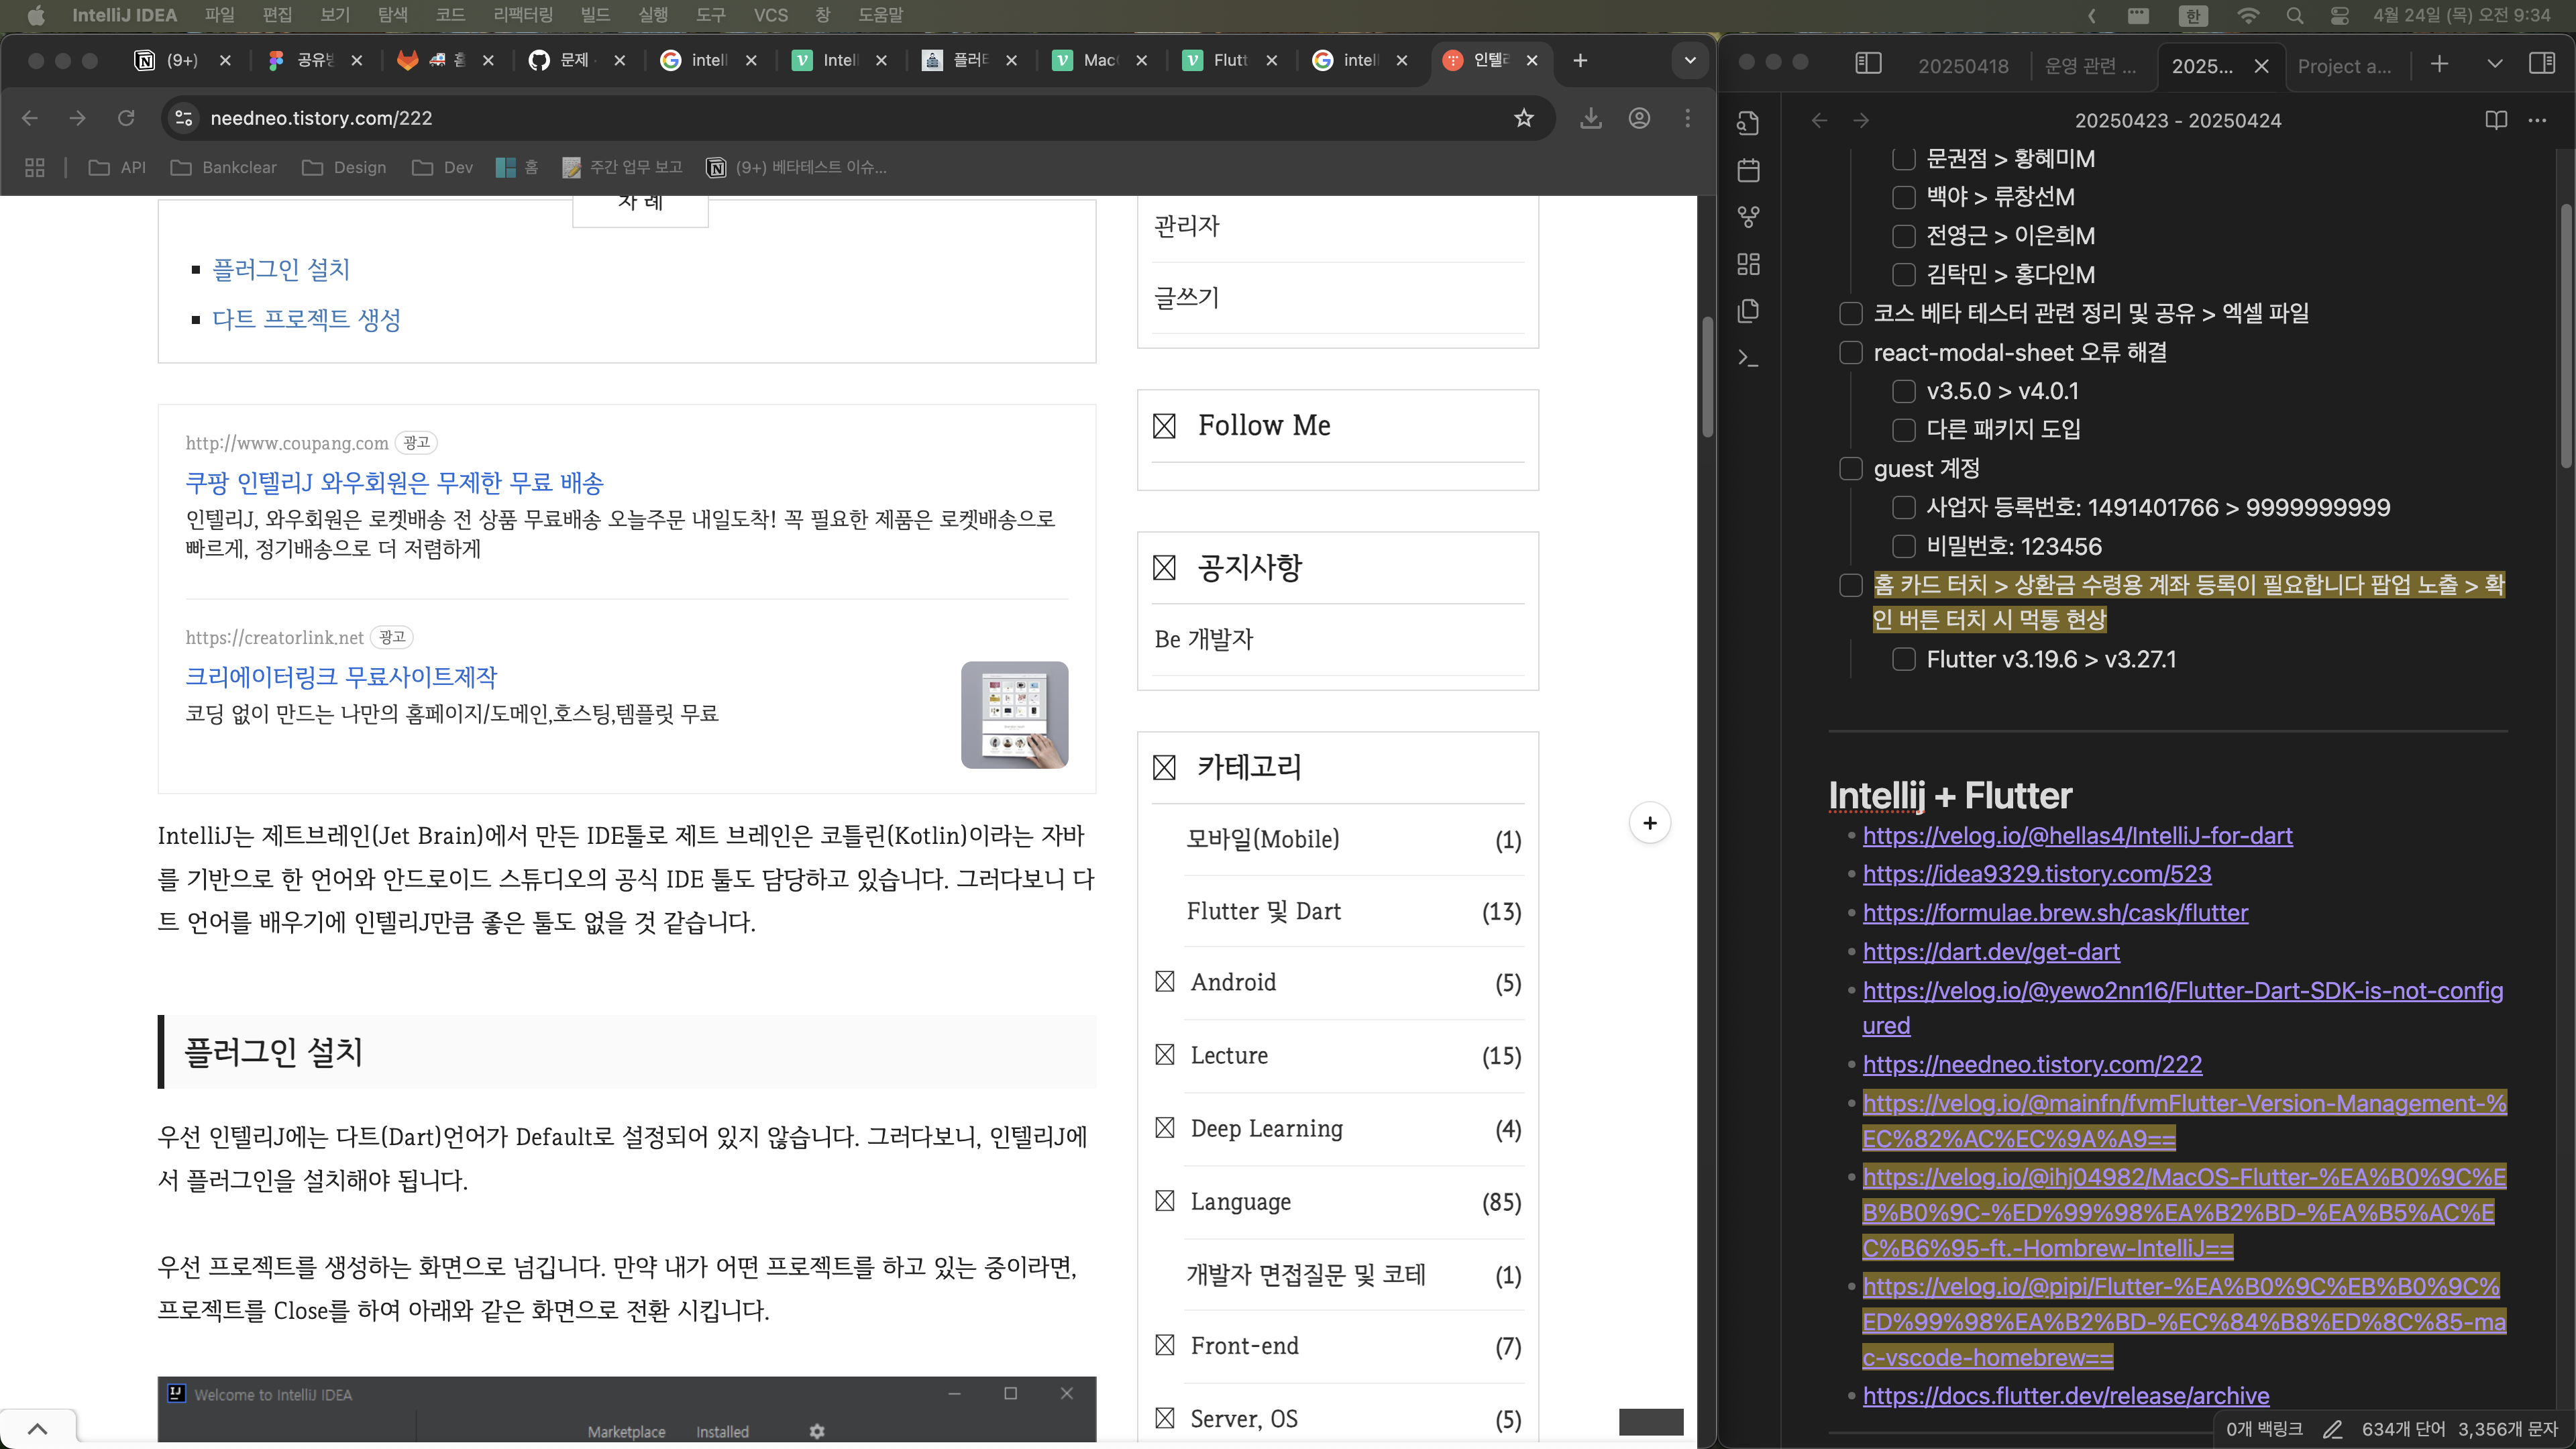 IntelliJ IDEA 파일 편집 보기 탐색 코드 리팩터링 빌드 실행 도구 VCS 창 도움말
한 4월 24일 (목) 오전 9:34
(9+) 공유방 홈 문제 intell Intell 플러터 Mac Flutt intell 인텔리
needneo.tistory.com/222
API Bankclear Design Dev 홈 주간 업무 보고 (9+) 베타테스트 이슈...
차 례
플러그인 설치
다트 프로젝트 생성
http://www.coupang.com 광고
쿠팡 인텔리J 와우회원은 무제한 무료 배송
인텔리J, 와우회원은 로켓배송 전 상품 무료배송 오늘주문 내일도착! 꼭 필요한 제품은 로켓배송으로
빠르게, 정기배송으로 더 저렴하게
https://creatorlink.net 광고
크리에이터링크 무료사이트제작
코딩 없이 만드는 나만의 홈페이지/도메인,호스팅,템플릿 무료
IntelliJ는 제트브레인(Jet Brain)에서 만든 IDE툴로 제트 브레인은 코틀린(Kotlin)이라는 자바
를 기반으로 한 언어와 안드로이드 스튜디오의 공식 IDE 툴도 담당하고 있습니다. 그러다보니 다
트 언어를 배우기에 인텔리J만큼 좋은 툴도 없을 것 같습니다.
플러그인 설치
우선 인텔리J에는 다트(Dart)언어가 Default로 설정되어 있지 않습니다. 그러다보니, 인텔리J에
서 플러그인을 설치해야 됩니다.
우선 프로젝트를 생성하는 화면으로 넘깁니다. 만약 내가 어떤 프로젝트를 하고 있는 중이라면,
프로젝트를 Close를 하여 아래와 같은 화면으로 전환 시킵니다.
Welcome to IntelliJ IDEA
Marketplace Installed
관리자
글쓰기
Follow Me
공지사항
Be 개발자
카테고리
모바일(Mobile) (1)
Flutter 및 Dart (13)
Android (5)
Lecture (15)
Deep Learning (4)
Language (85)
개발자 면접질문 및 코테 (1)
Front-end (7)
Server, OS (5)
20250418 운영 관련 ... 2025... Project a...
20250423 - 20250424
문권점 > 황혜미M
백야 > 류창선M
전영근 > 이은희M
김탁민 > 홍다인M
코스 베타 테스터 관련 정리 및 공유 > 엑셀 파일
react-modal-sheet 오류 해결
v3.5.0 > v4.0.1
다른 패키지 도입
guest 계정
사업자 등록번호: 1491401766 > 9999999999
비밀번호: 123456
홈 카드 터치 > 상환금 수령용 계좌 등록이 필요합니다 팝업 노출 > 확
인 버튼 터치 시 먹통 현상
Flutter v3.19.6 > v3.27.1
Intellij + Flutter
https://velog.io/@hellas4/IntelliJ-for-dart
https://idea9329.tistory.com/523
https://formulae.brew.sh/cask/flutter
https://dart.dev/get-dart
https://velog.io/@yewo2nn16/Flutter-Dart-SDK-is-not-config
ured
https://needneo.tistory.com/222
https://velog.io/@mainfn/fvmFlutter-Version-Management-%
EC%82%AC%EC%9A%A9==
https://velog.io/@ihj04982/MacOS-Flutter-%EA%B0%9C%E
B%B0%9C-%ED%99%98%EA%B2%BD-%EA%B5%AC%E
C%B6%95-ft.-Hombrew-IntelliJ==
https://velog.io/@pipi/Flutter-%EA%B0%9C%EB%B0%9C%
ED%99%98%EA%B2%BD-%EC%84%B8%ED%8C%85-ma
c-vscode-homebrew==
https://docs.flutter.dev/release/archive
0개 백링크 634개 단어 3,356개 문자